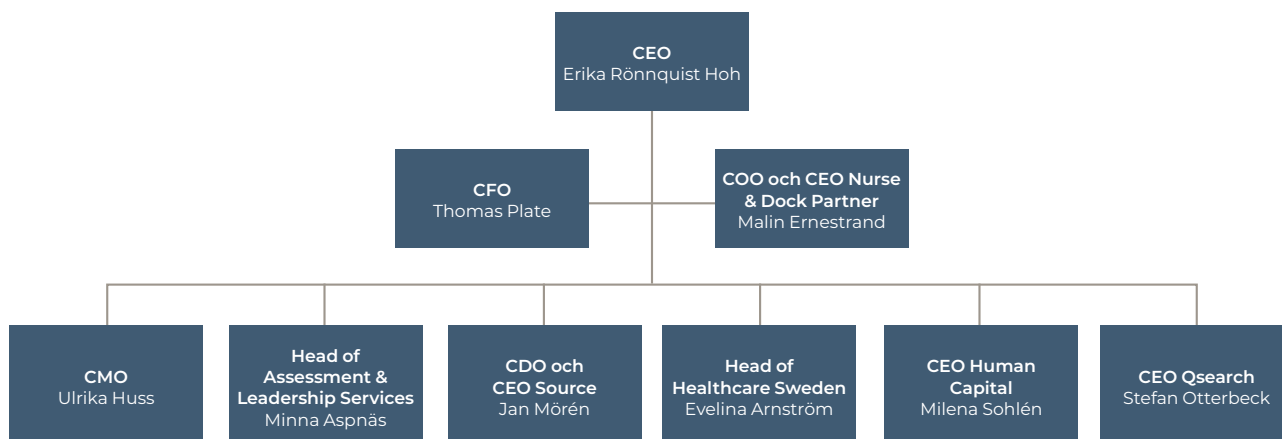 CEO
Erika Rönnquist Hoh
CFO
Thomas Plate
COO och CEO Nurse
& Dock Partner
Malin Ernestrand
CMO
Ulrika Huss
Head of
Assessment &
Leadership Services
Minna Aspnäs
CDO och
CEO Source
Jan Mörén
Head of
Healthcare Sweden
Evelina Arnström
CEO Human
Capital
Milena Sohlén
CEO Qsearch
Stefan Otterbeck